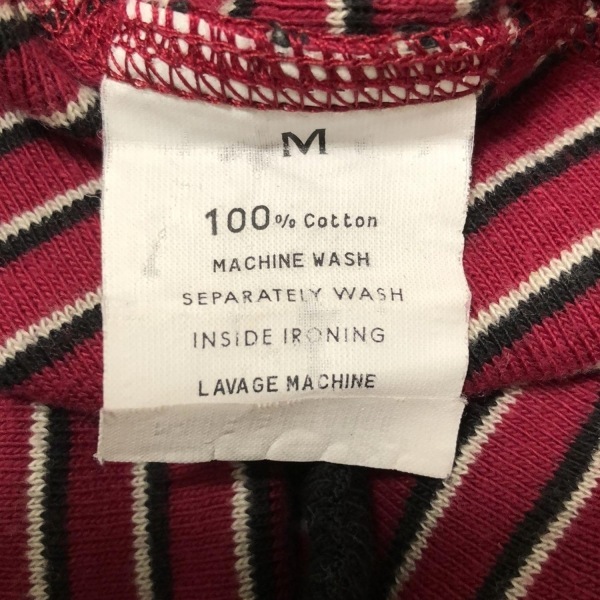 M
100% Cotton
MACHINE WASH
SEPARATELY WASH
INSIDE IRONING
LAVAGE MACHINE